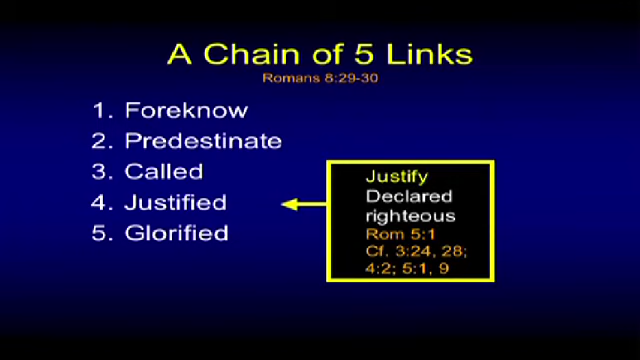 A Chain of 5 Links
Romans 8:29-30
1. Foreknow
2. Predestinate
3. Called
4. Justified
5. Glorified
Justify
Declared
righteous
Rom 5:1
Cf. 3:24, 28;
4:2; 5:1, 9